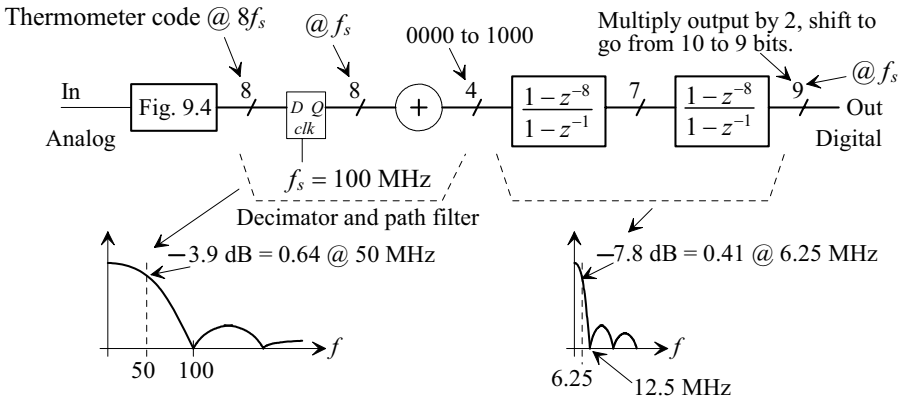 Thermometer code @ 8f_s
@ f_s
0000 to 1000
Multiply output by 2, shift to
go from 10 to 9 bits.
@ f_s
In
Analog
Fig. 9.4
8
D Q
clk
8
+
4
1 − z^{−8}
1 − z^{−1}
7
1 − z^{−8}
1 − z^{−1}
9
Out
Digital
f_s = 100 MHz
Decimator and path filter
−3.9 dB = 0.64 @ 50 MHz
f
50
100
−7.8 dB = 0.41 @ 6.25 MHz
f
6.25
12.5 MHz